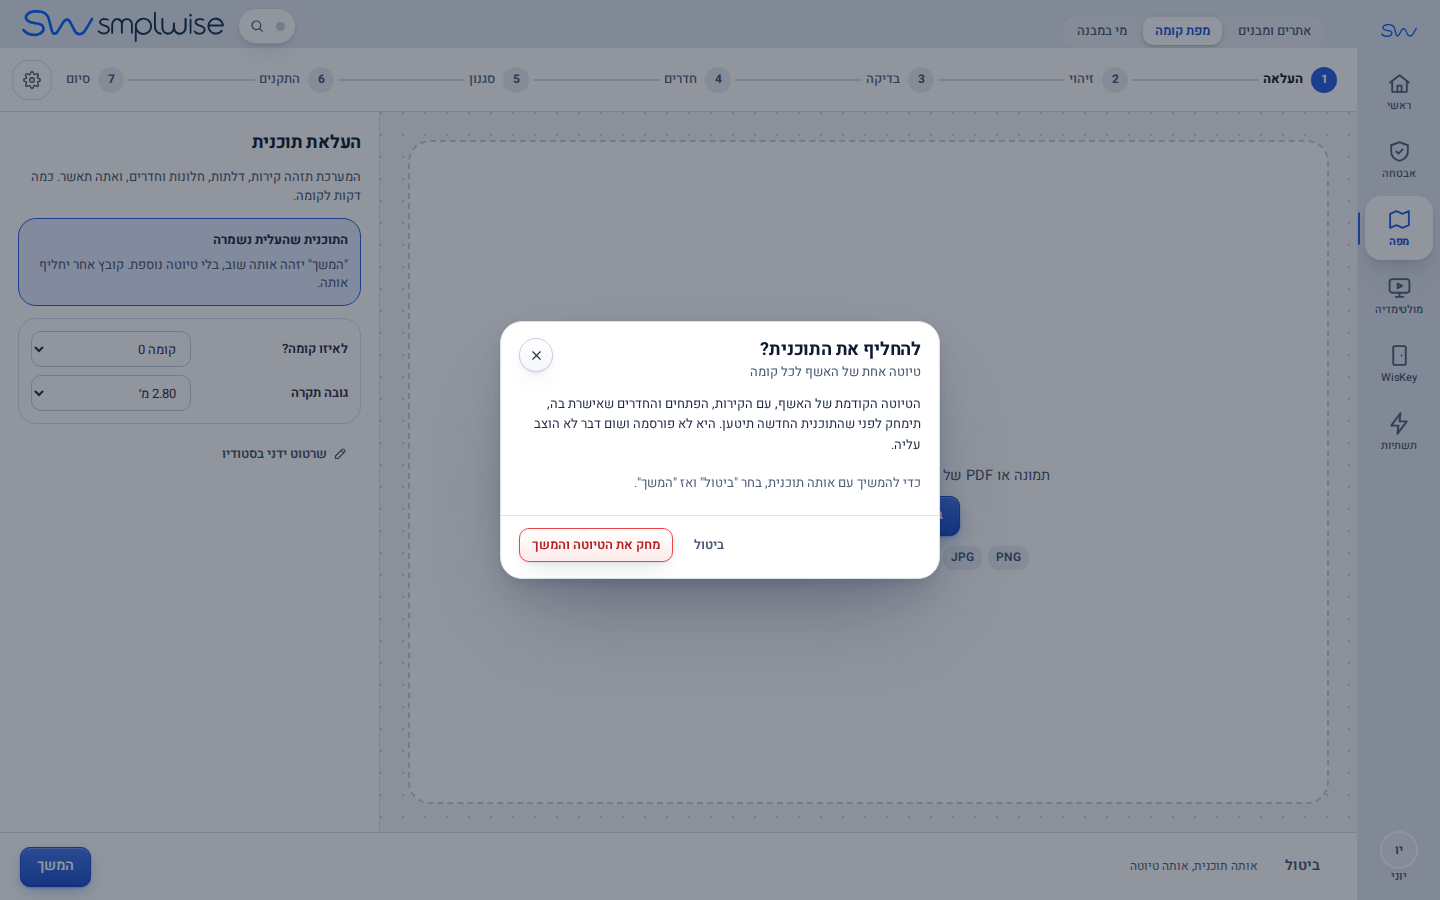 smplwise
אתרים ומבנים
מפת קומה
מי במבנה
1 העלאה
2 זיהוי
3 בדיקה
4 חדרים
5 סגנון
6 התקנים
7 סיום
ראשי
אבטחה
מפה
מולטימדיה
WisKey
תשתיות
יו
יוני
העלאת תוכנית
המערכת תזהה קירות, דלתות, חלונות וחדרים, ואתה תאשר. כמה
דקות לקומה.
התוכנית שהעלית נשמרה
"המשך" יזהה אותה שוב, בלי טיוטה נוספת. קובץ אחר יחליף
אותה.
לאיזו קומה?
קומה 0
גובה תקרה
2.80 מ'
שרטוט ידני בסטודיו
תמונה או PDF של
PNG
JPG
להחליף את התוכנית?
טיוטה אחת של האשף לכל קומה
הטיוטה הקודמת של האשף, עם הקירות, הפתחים והחדרים שאישרת בה,
תימחק לפני שהתוכנית החדשה תיטען. היא לא פורסמה ושום דבר לא הוצב
עליה.
כדי להמשיך עם אותה תוכנית, בחר "ביטול" ואז "המשך".
ביטול
מחק את הטיוטה והמשך
ביטול
אותה תוכנית, אותה טיוטה
המשך